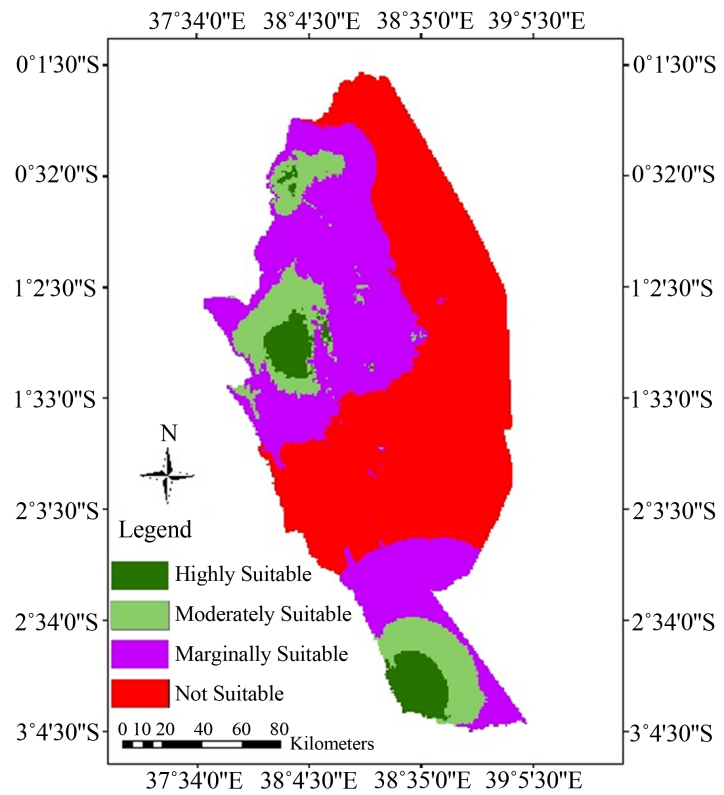 37˚34'0"E 38˚4'30"E 38˚35'0"E 39˚5'30"E
0˚1'30"S 0˚1'30"S
0˚32'0"S 0˚32'0"S
1˚2'30"S 1˚2'30"S
1˚33'0"S 1˚33'0"S
N
2˚3'30"S 2˚3'30"S
Legend
Highly Suitable
Moderately Suitable
2˚34'0"S 2˚34'0"S
Marginally Suitable
Not Suitable
3˚4'30"S 3˚4'30"S
0 10 20 40 60 80
Kilometers
37˚34'0"E 38˚4'30"E 38˚35'0"E 39˚5'30"E